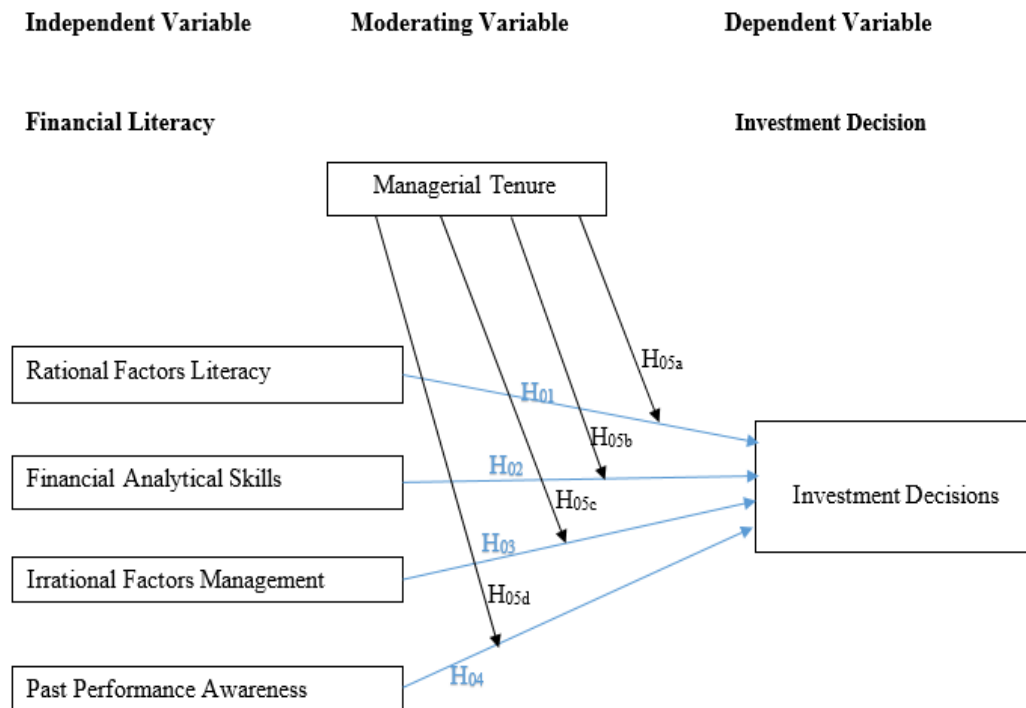 Independent Variable Moderating Variable Dependent Variable
Financial Literacy Investment Decision
Managerial Tenure
Rational Factors Literacy
H05a
H01
H05b
Financial Analytical Skills
H02
Investment Decisions
H05c
H03
Irrational Factors Management
H05d
H04
Past Performance Awareness